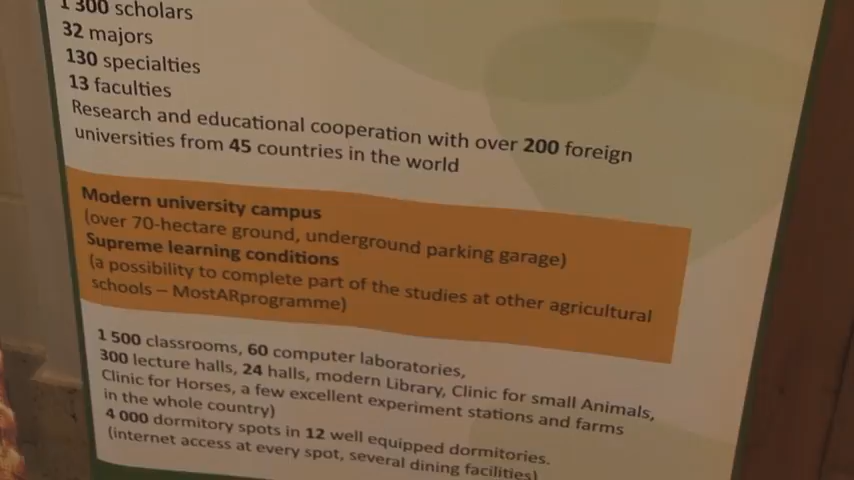 1 300 scholars
32 majors
130 specialties
13 faculties
Research and educational cooperation with over 200 foreign
universities from 45 countries in the world
Modern university campus
(over 70-hectare ground, underground parking garage)
Supreme learning conditions
(a possibility to complete part of the studies at other agricultural
schools – MostARprogramme)
1 500 classrooms, 60 computer laboratories,
300 lecture halls, 24 halls, modern Library, Clinic for small Animals,
Clinic for Horses, a few excellent experiment stations and farms
in the whole country)
4 000 dormitory spots in 12 well equipped dormitories.
(internet access at every spot, several dining facilities)